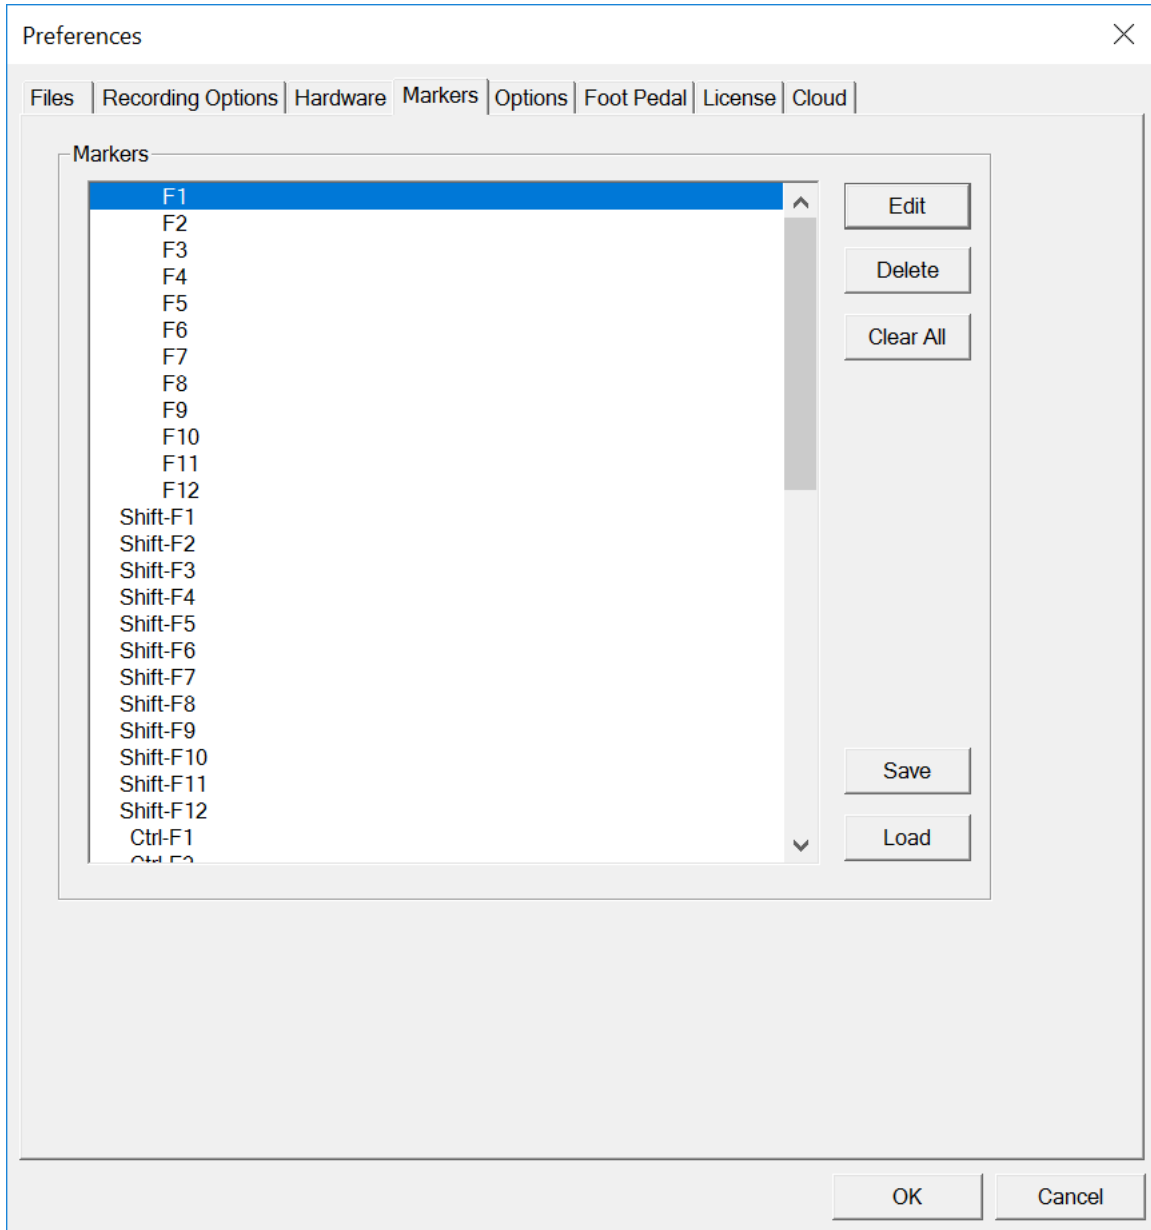 Preferences
Files Recording Options Hardware Markers Options Foot Pedal License Cloud
Markers
F1
F2
F3
F4
F5
F6
F7
F8
F9
F10
F11
F12
Shift-F1
Shift-F2
Shift-F3
Shift-F4
Shift-F5
Shift-F6
Shift-F7
Shift-F8
Shift-F9
Shift-F10
Shift-F11
Shift-F12
Ctrl-F1
Ctrl-F2
Edit
Delete
Clear All
Save
Load
OK Cancel